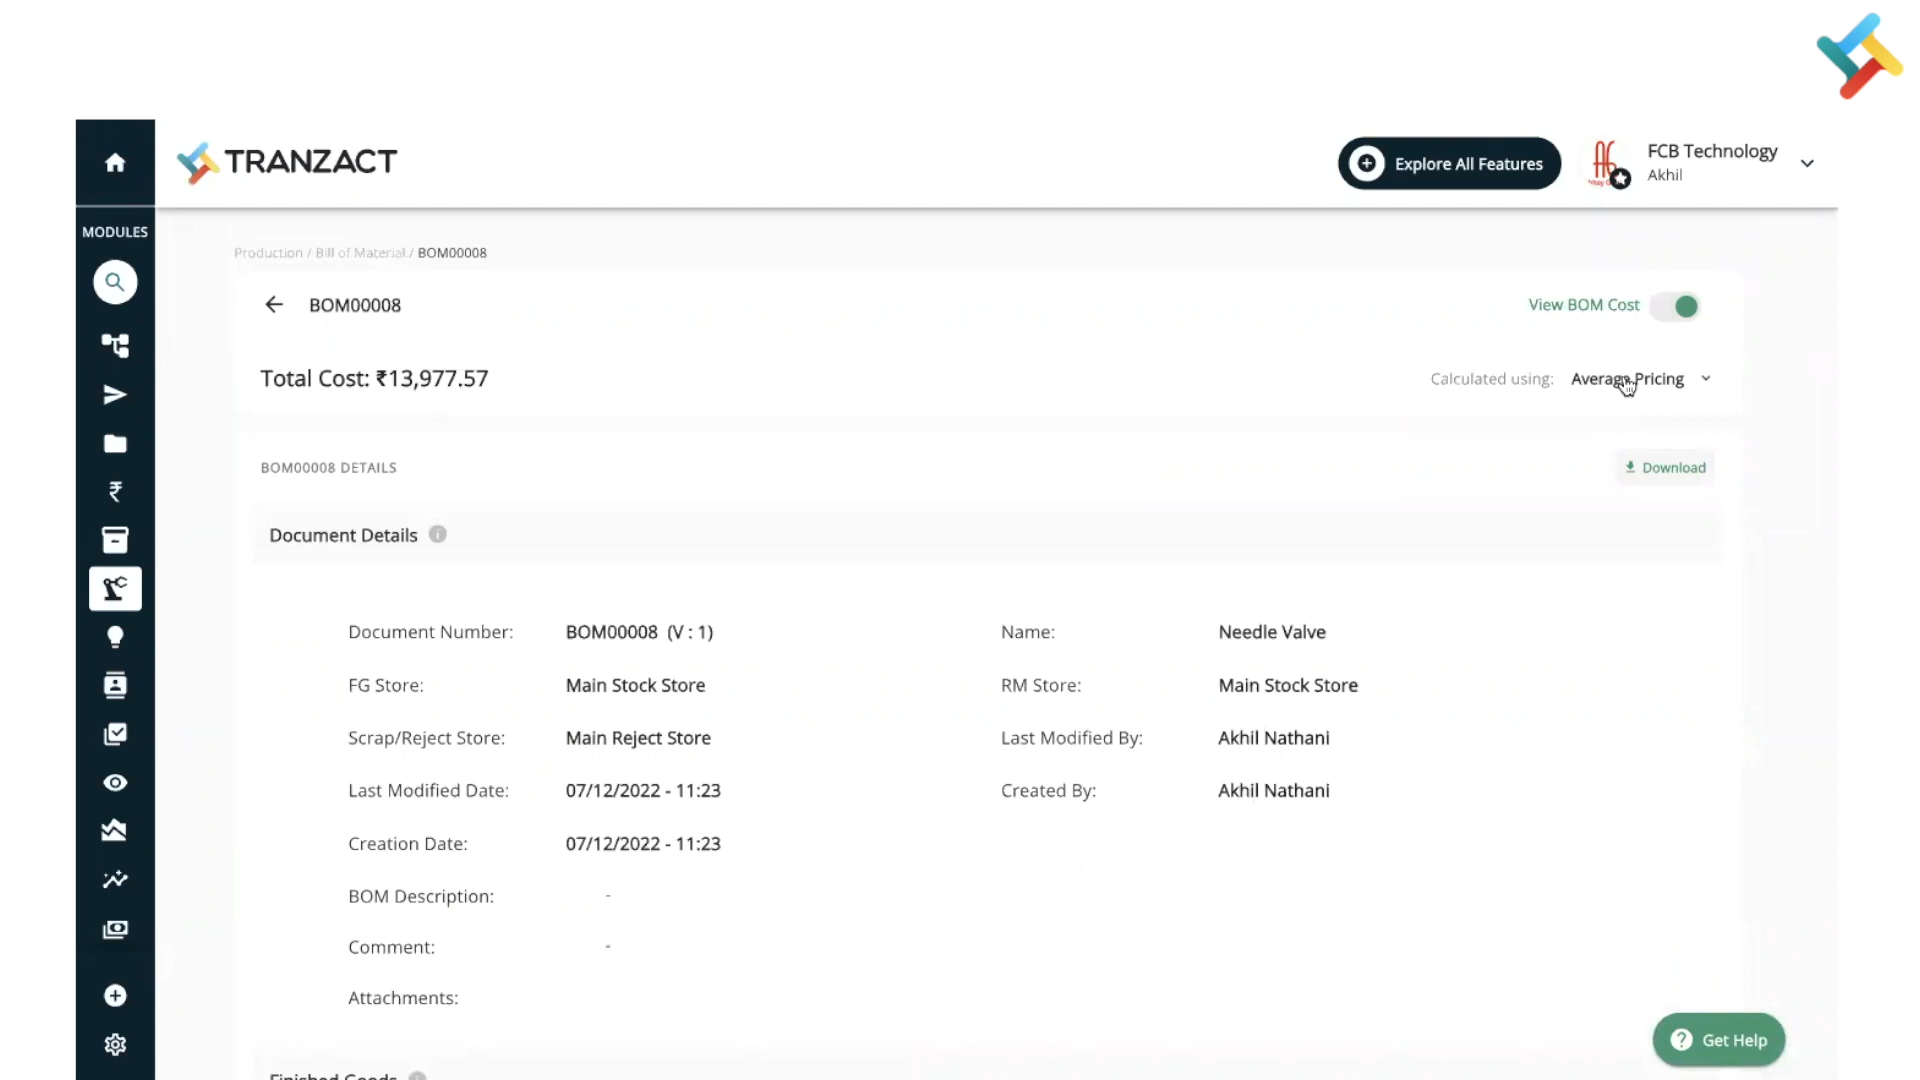 TRANZACT
Explore All Features
FCB Technology
Akhil
MODULES
Production / Bill of Material / BOM00008
BOM00008
View BOM Cost
Total Cost: ₹13,977.57
Calculated using: Average Pricing
BOM00008 DETAILS
Download
Document Details
Document Number: BOM00008 (V : 1)
Name: Needle Valve
FG Store: Main Stock Store
RM Store: Main Stock Store
Scrap/Reject Store: Main Reject Store
Last Modified By: Akhil Nathani
Last Modified Date: 07/12/2022 - 11:23
Created By: Akhil Nathani
Creation Date: 07/12/2022 - 11:23
BOM Description: -
Comment: -
Attachments:
Finished Goods
Get Help